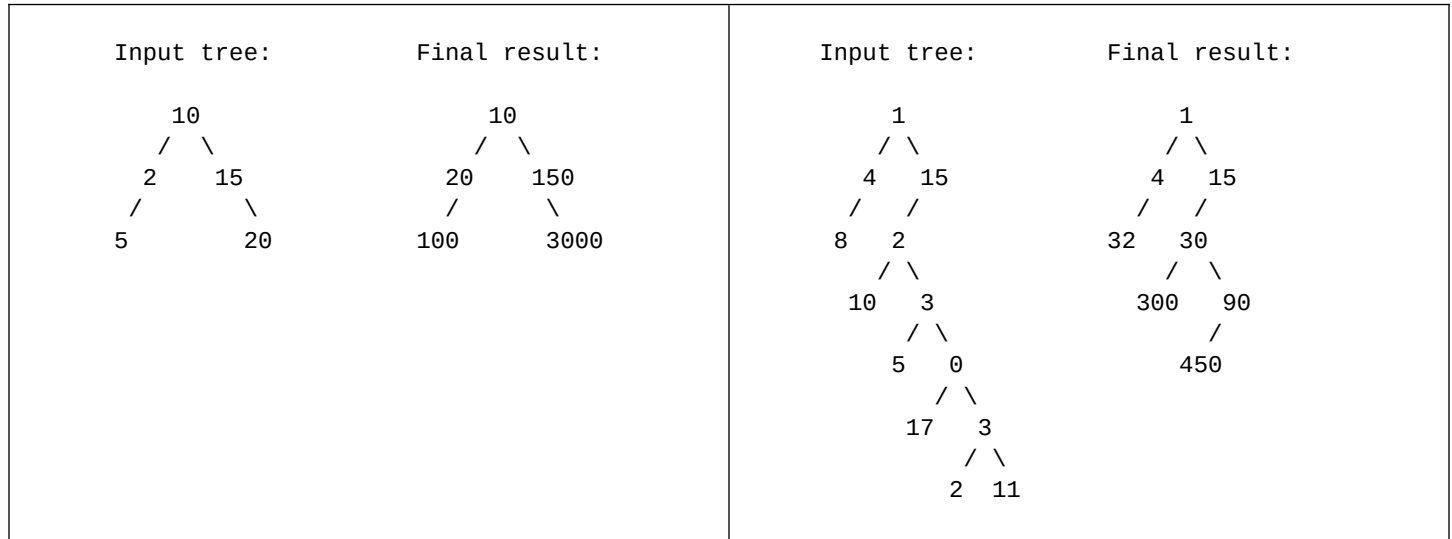 Input tree: Final result:
10 10
/ \ / \
2 15 20 150
/ \ / \
5 20 100 3000
Input tree: Final result:
1 1
/ \ / \
4 15 4 15
/ / / /
8 2 32 30
/ \ / \
10 3 300 90
/ \ /
5 0 450
/ \
17 3
/ \
2 11